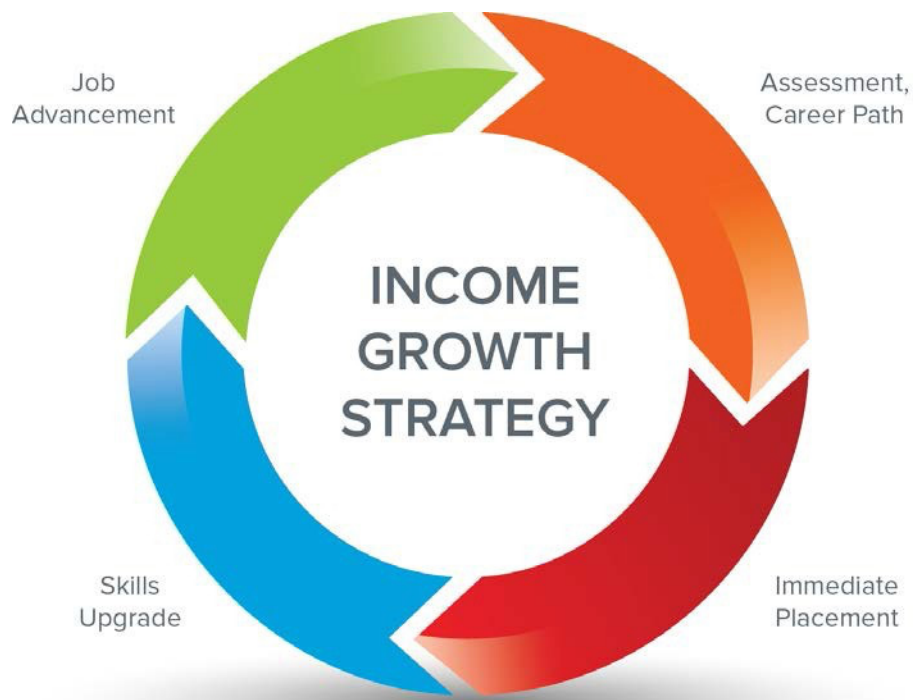 Job
Advancement
Assessment,
Career Path
INCOME
GROWTH
STRATEGY
Skills
Upgrade
Immediate
Placement